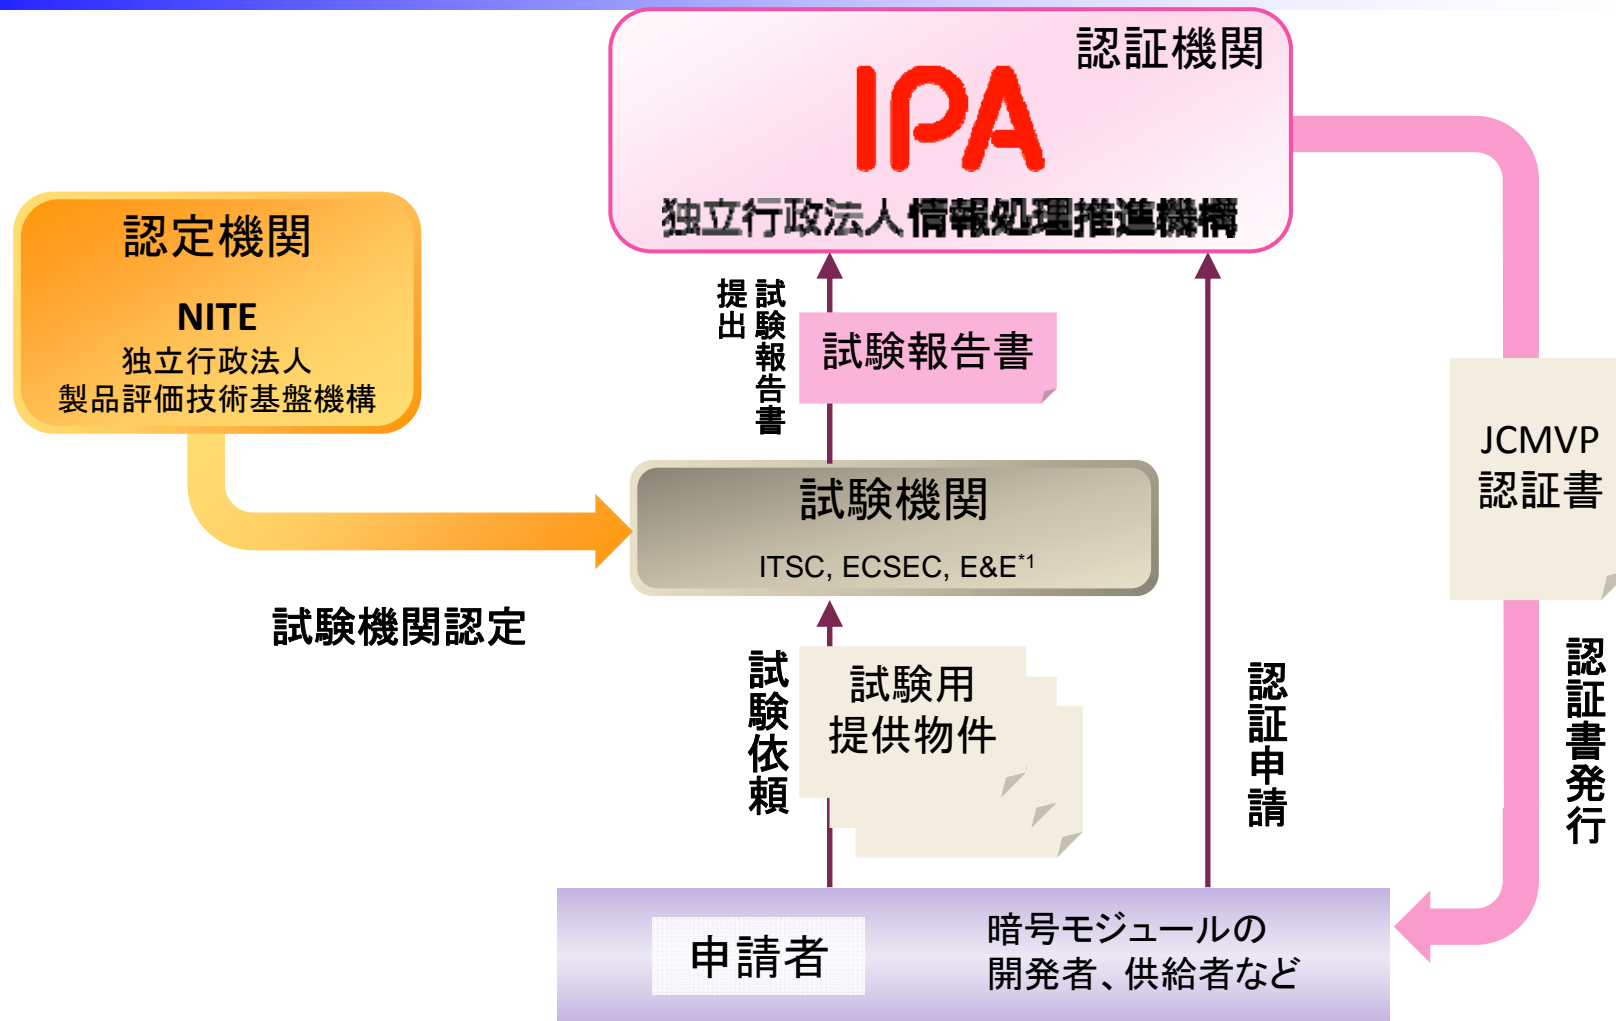 認証機関
IPA
独立行政法人情報処理推進機構
認定機関
NITE
独立行政法人
製品評価技術基盤機構
試験報告書
提出
試験報告書
JCMVP
認証書
試験機関
ITSC, ECSEC, E&E*1
試験機関認定
試験依頼
試験用
提供物件
認証申請
認証書発行
申請者
暗号モジュールの
開発者、供給者など